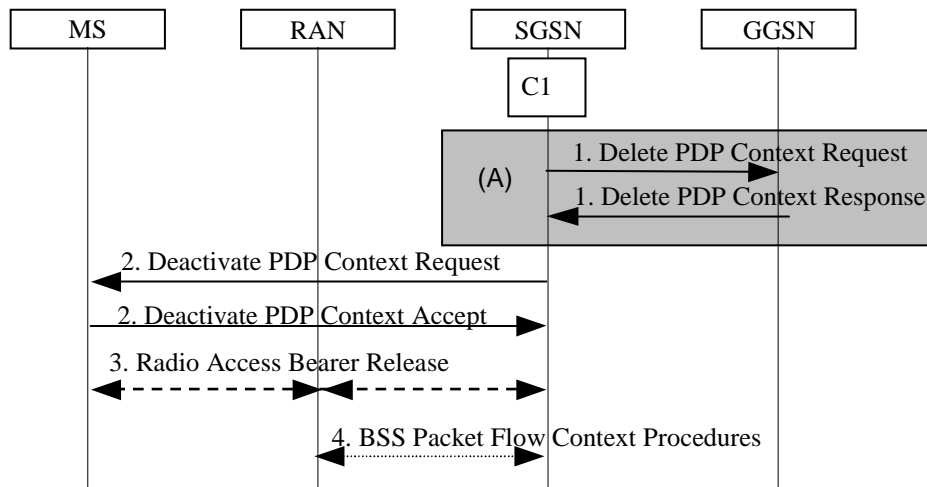 MS
RAN
SGSN
GGSN
C1
(A)
1. Delete PDP Context Request
1. Delete PDP Context Response
2. Deactivate PDP Context Request
2. Deactivate PDP Context Accept
3. Radio Access Bearer Release
4. BSS Packet Flow Context Procedures